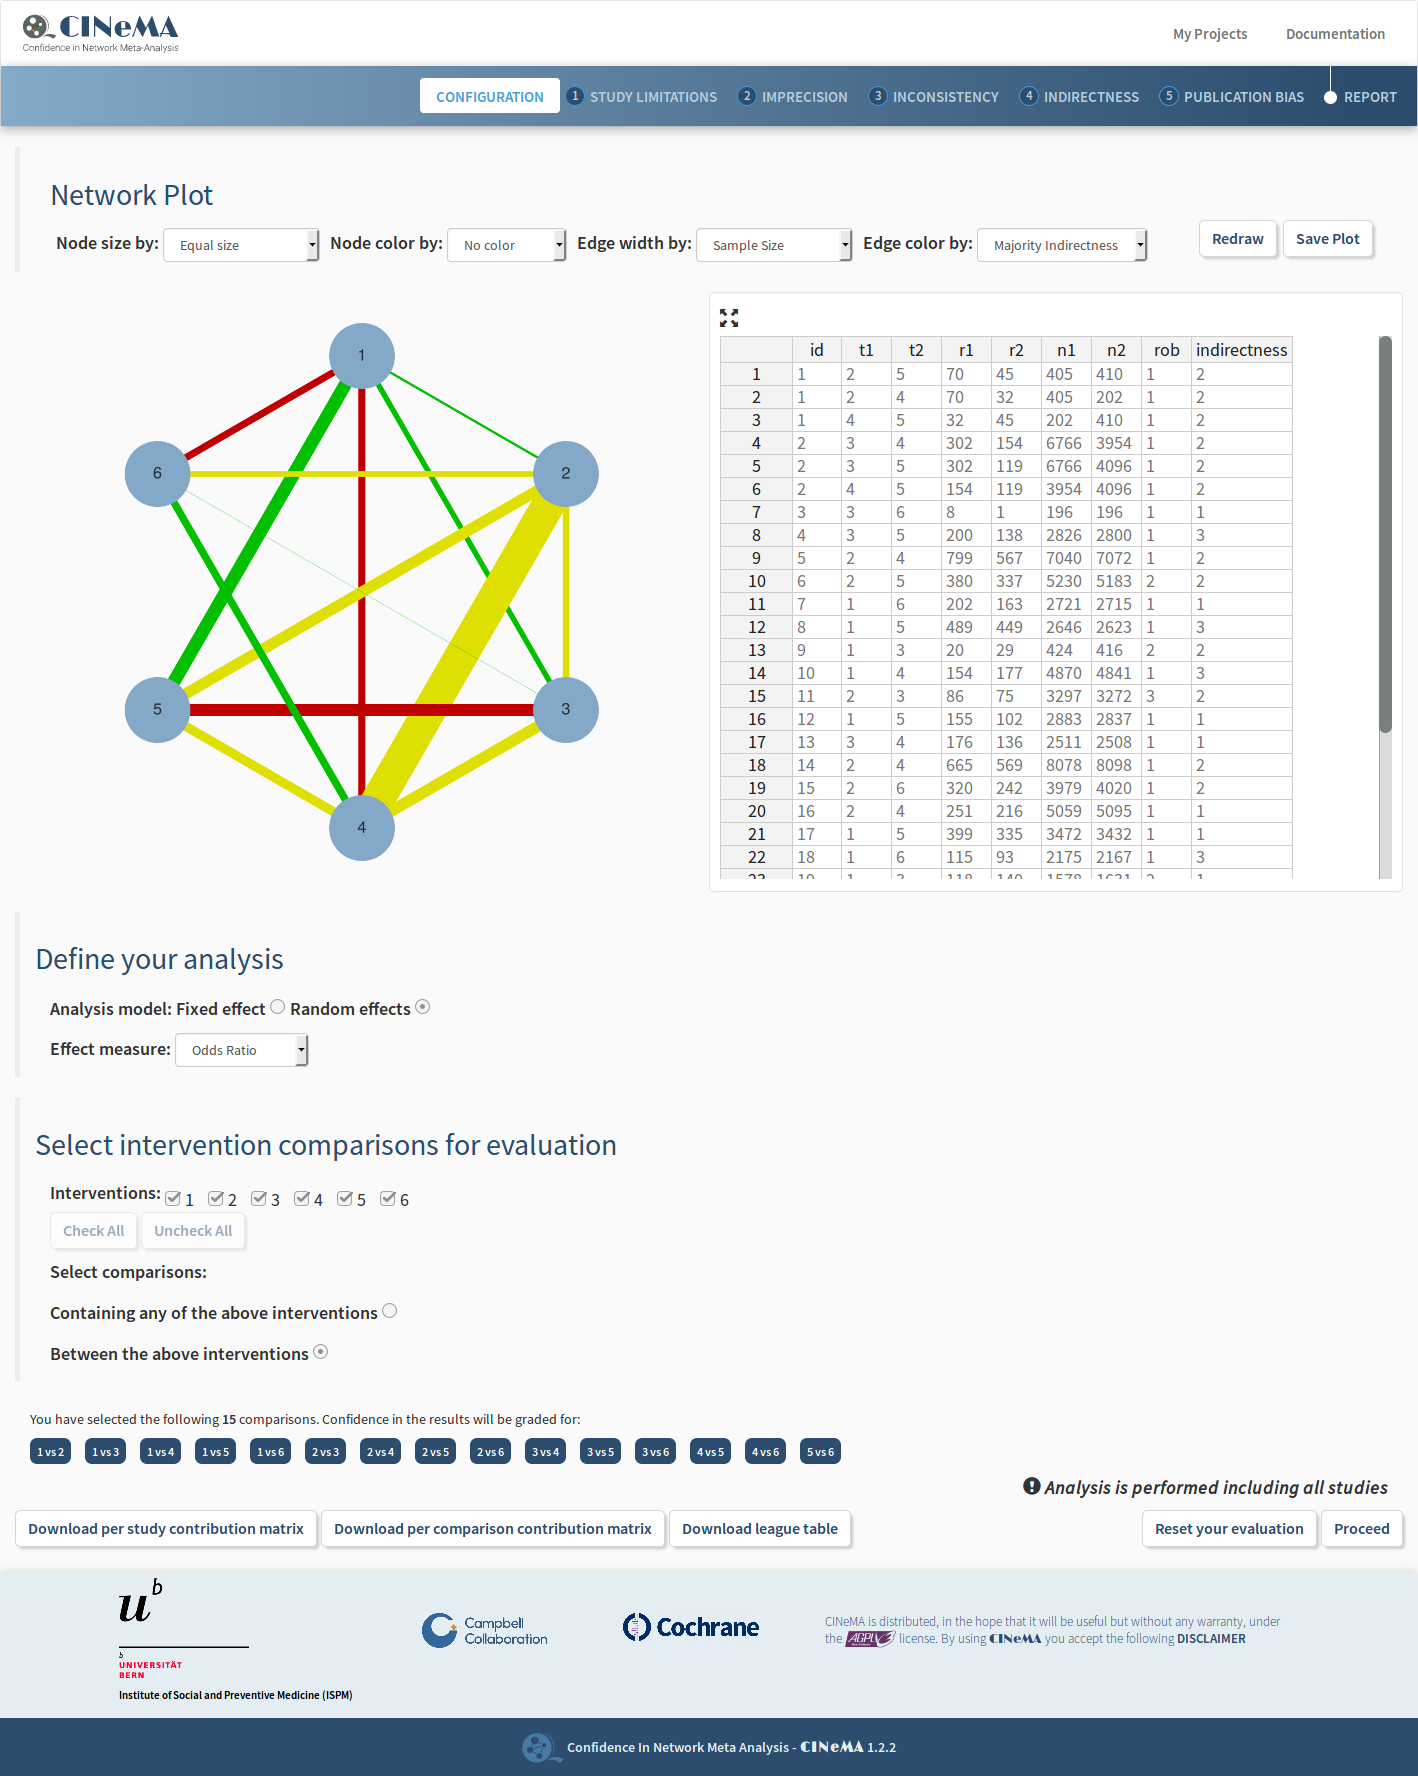 CINeMA
Confidence in Network Meta-Analysis
My Projects Documentation
CONFIGURATION 1 STUDY LIMITATIONS 2 IMPRECISION 3 INCONSISTENCY 4 INDIRECTNESS 5 PUBLICATION BIAS REPORT
Network Plot
Node size by: Equal size Node color by: No color Edge width by: Sample Size Edge color by: Majority Indirectness Redraw Save Plot
1
6
2
5
3
4
id t1 t2 r1 r2 n1 n2 rob indirectness
1 1 2 5 70 45 405 410 1 2
2 1 2 4 70 32 405 202 1 2
3 1 4 5 32 45 202 410 1 2
4 2 3 4 302 154 6766 3954 1 2
5 2 3 5 302 119 6766 4096 1 2
6 2 4 5 154 119 3954 4096 1 2
7 3 3 6 8 1 196 196 1 1
8 4 3 5 200 138 2826 2800 1 3
9 5 2 4 799 567 7040 7072 1 2
10 6 2 5 380 337 5230 5183 2 2
11 7 1 6 202 163 2721 2715 1 1
12 8 1 5 489 449 2646 2623 1 3
13 9 1 3 20 29 424 416 2 2
14 10 1 4 154 177 4870 4841 1 3
15 11 2 3 86 75 3297 3272 3 2
16 12 1 5 155 102 2883 2837 1 1
17 13 3 4 176 136 2511 2508 1 1
18 14 2 4 665 569 8078 8098 1 2
19 15 2 6 320 242 3979 4020 1 2
20 16 2 4 251 216 5059 5095 1 1
21 17 1 5 399 335 3472 3432 1 1
22 18 1 6 115 93 2175 2167 1 3
Define your analysis
Analysis model: Fixed effect Random effects
Effect measure: Odds Ratio
Select intervention comparisons for evaluation
Interventions: 1 2 3 4 5 6
Check All Uncheck All
Select comparisons:
Containing any of the above interventions
Between the above interventions
You have selected the following 15 comparisons. Confidence in the results will be graded for:
1 vs 2 1 vs 3 1 vs 4 1 vs 5 1 vs 6 2 vs 3 2 vs 4 2 vs 5 2 vs 6 3 vs 4 3 vs 5 3 vs 6 4 vs 5 4 vs 6 5 vs 6
Analysis is performed including all studies
Download per study contribution matrix Download per comparison contribution matrix Download league table Reset your evaluation Proceed
u b
b
UNIVERSITÄT
BERN
Institute of Social and Preventive Medicine (ISPM)
Campbell
Collaboration
Cochrane
CINeMA is distributed, in the hope that it will be useful but without any warranty, under
the AGPLv3 license. By using CINeMA you accept the following DISCLAIMER
Confidence In Network Meta Analysis - CINeMA 1.2.2